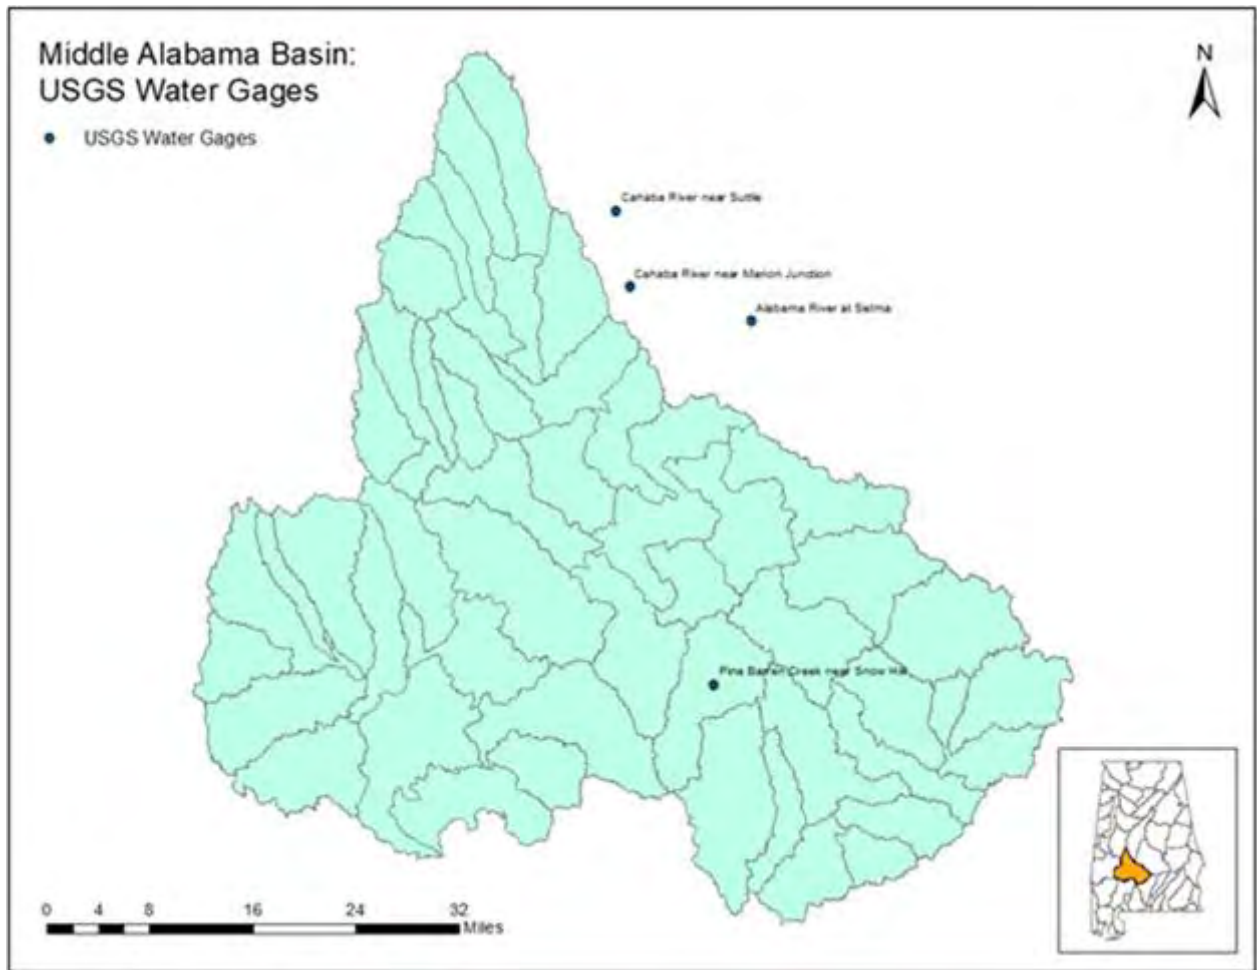 Middle Alabama Basin:
USGS Water Gages
USGS Water Gages
N
Cahaba River near Suttle
Cahaba River near Marion Junction
Alabama River at Selma
Pine Barren Creek near Snow Hill
0 4 8 16 24 32
Miles